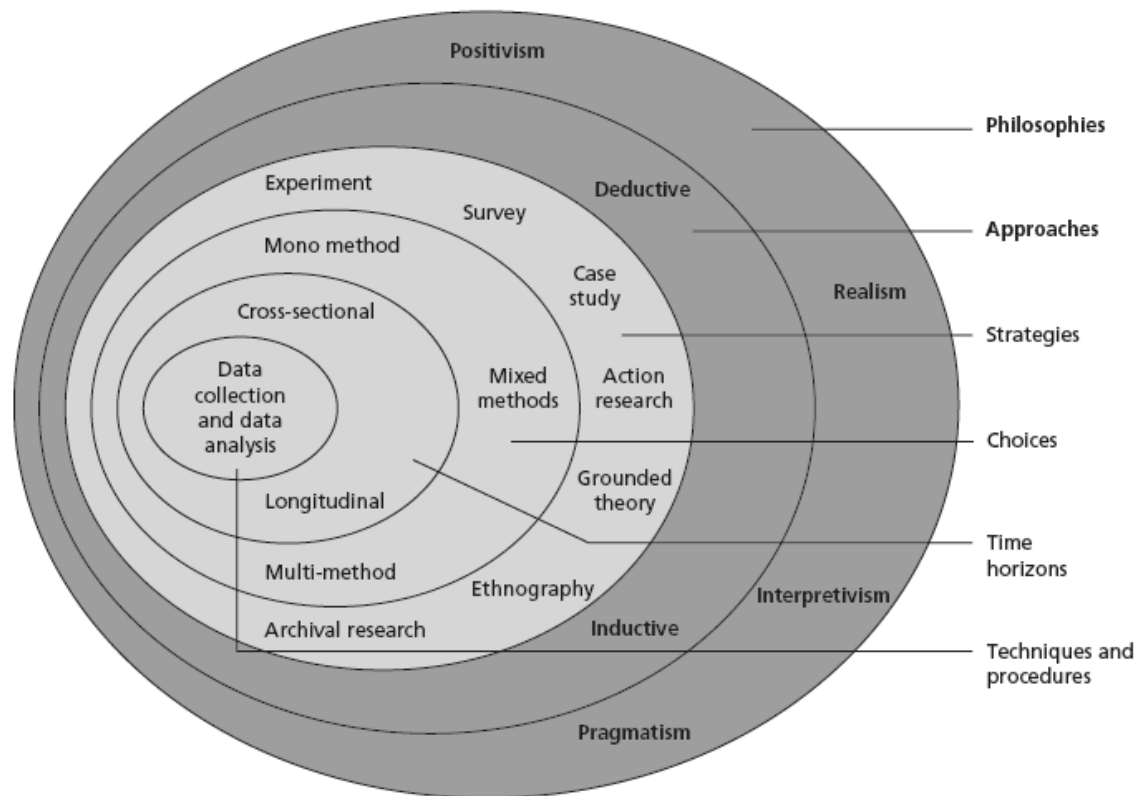 Positivism
Philosophies
Experiment
Deductive
Survey
Approaches
Mono method
Case
study
Realism
Cross-sectional
Strategies
Data
collection
and data
analysis
Mixed
methods
Action
research
Choices
Longitudinal
Grounded
theory
Time
horizons
Multi-method
Ethnography
Interpretivism
Archival research
Inductive
Techniques and
procedures
Pragmatism